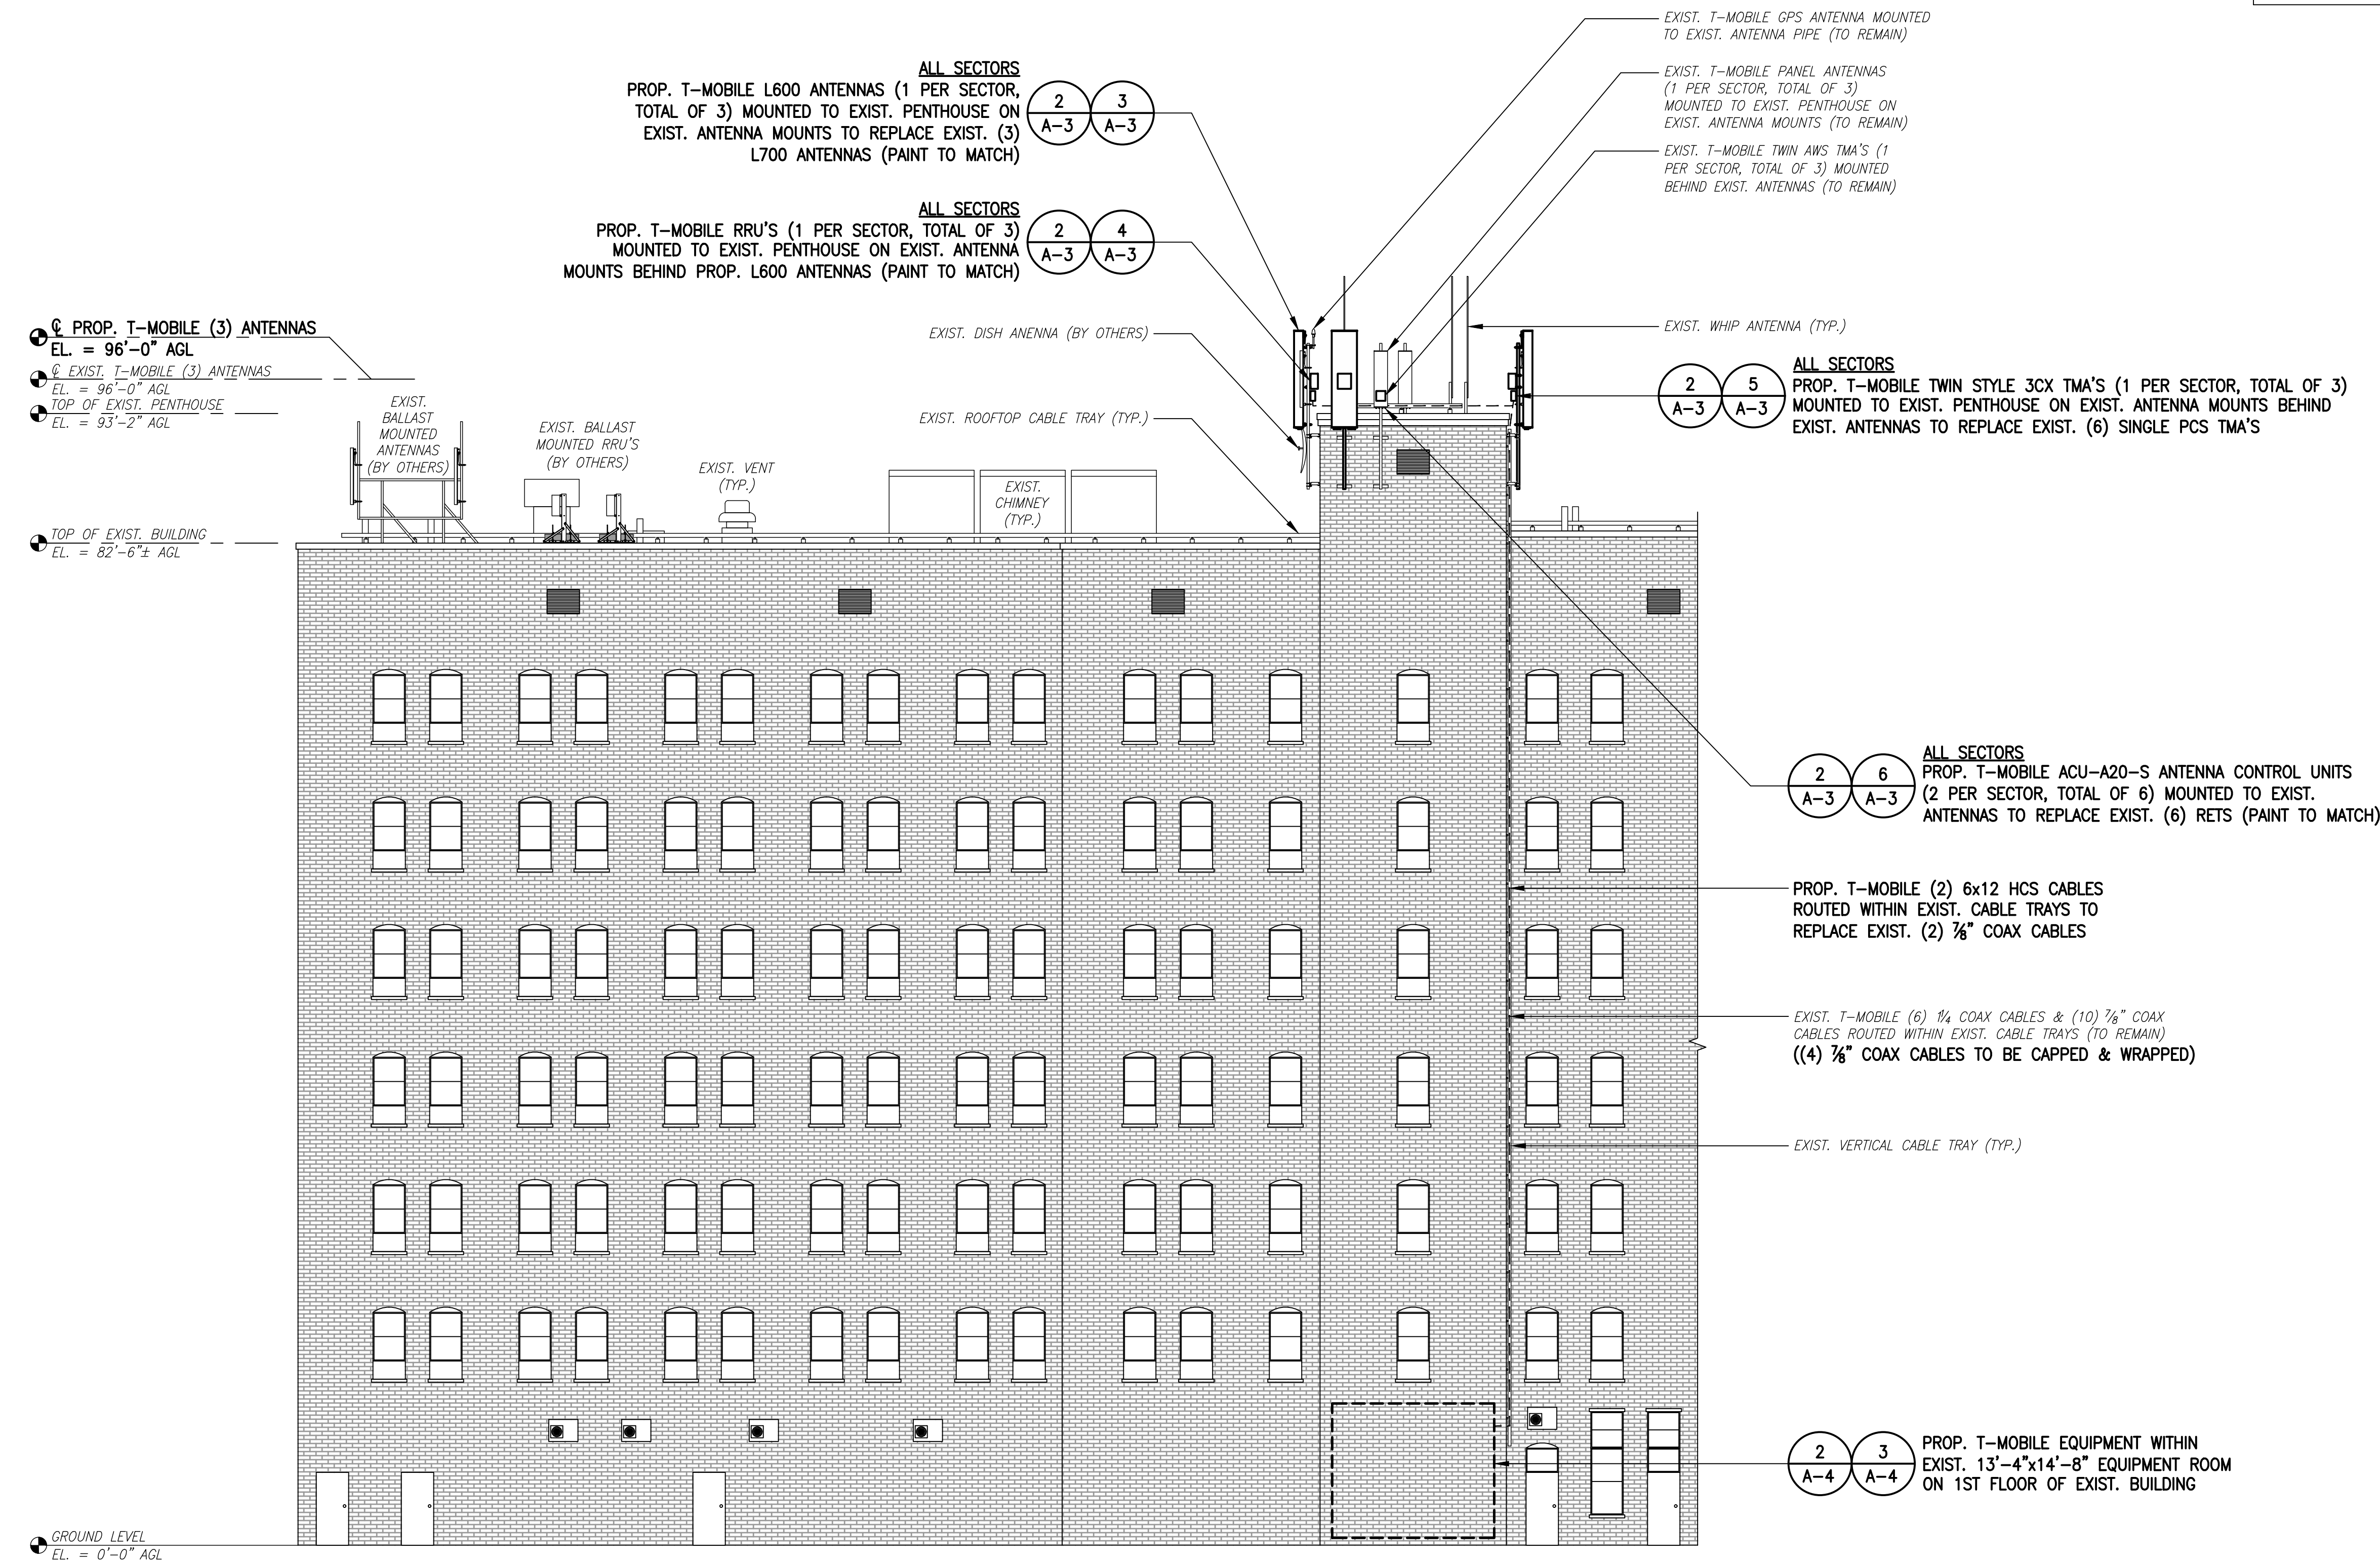 EXIST. T-MOBILE GPS ANTENNA MOUNTED
TO EXIST. ANTENNA PIPE (TO REMAIN)
ALL SECTORS
PROP. T-MOBILE L600 ANTENNAS (1 PER SECTOR,
TOTAL OF 3) MOUNTED TO EXIST. PENTHOUSE ON
EXIST. ANTENNA MOUNTS TO REPLACE EXIST. (3)
L700 ANTENNAS (PAINT TO MATCH)
2
A-3
3
A-3
EXIST. T-MOBILE PANEL ANTENNAS
(1 PER SECTOR, TOTAL OF 3)
MOUNTED TO EXIST. PENTHOUSE ON
EXIST. ANTENNA MOUNTS (TO REMAIN)
EXIST. T-MOBILE TWIN AWS TMA'S (1
PER SECTOR, TOTAL OF 3) MOUNTED
BEHIND EXIST. ANTENNAS (TO REMAIN)
ALL SECTORS
PROP. T-MOBILE RRU'S (1 PER SECTOR, TOTAL OF 3)
MOUNTED TO EXIST. PENTHOUSE ON EXIST. ANTENNA
MOUNTS BEHIND PROP. L600 ANTENNAS (PAINT TO MATCH)
2
A-3
4
A-3
℄ PROP. T-MOBILE (3) ANTENNAS
EL. = 96'-0" AGL
℄ EXIST. T-MOBILE (3) ANTENNAS
EL. = 96'-0" AGL
TOP OF EXIST. PENTHOUSE
EL. = 93'-2" AGL
TOP OF EXIST. BUILDING
EL. = 82'-6"± AGL
EXIST. DISH ANENNA (BY OTHERS)
EXIST. WHIP ANTENNA (TYP.)
2
A-3
5
A-3
ALL SECTORS
PROP. T-MOBILE TWIN STYLE 3CX TMA'S (1 PER SECTOR, TOTAL OF 3)
MOUNTED TO EXIST. PENTHOUSE ON EXIST. ANTENNA MOUNTS BEHIND
EXIST. ANTENNAS TO REPLACE EXIST. (6) SINGLE PCS TMA'S
EXIST. ROOFTOP CABLE TRAY (TYP.)
EXIST.
BALLAST
MOUNTED
ANTENNAS
(BY OTHERS)
EXIST. BALLAST
MOUNTED RRU'S
(BY OTHERS)
EXIST. VENT
(TYP.)
EXIST.
CHIMNEY
(TYP.)
2
A-3
6
A-3
ALL SECTORS
PROP. T-MOBILE ACU-A20-S ANTENNA CONTROL UNITS
(2 PER SECTOR, TOTAL OF 6) MOUNTED TO EXIST.
ANTENNAS TO REPLACE EXIST. (6) RETS (PAINT TO MATCH)
PROP. T-MOBILE (2) 6x12 HCS CABLES
ROUTED WITHIN EXIST. CABLE TRAYS TO
REPLACE EXIST. (2) ⅞" COAX CABLES
EXIST. T-MOBILE (6) 1¼ COAX CABLES & (10) ⅞" COAX
CABLES ROUTED WITHIN EXIST. CABLE TRAYS (TO REMAIN)
((4) ⅞" COAX CABLES TO BE CAPPED & WRAPPED)
EXIST. VERTICAL CABLE TRAY (TYP.)
2
A-4
3
A-4
PROP. T-MOBILE EQUIPMENT WITHIN
EXIST. 13'-4"x14'-8" EQUIPMENT ROOM
ON 1ST FLOOR OF EXIST. BUILDING
GROUND LEVEL
EL. = 0'-0" AGL